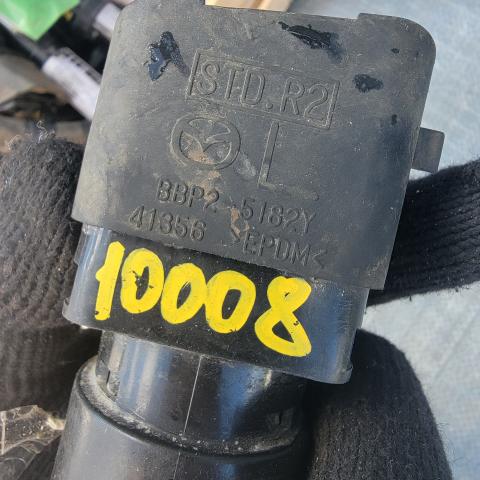 STD.R2
L
BBP2 5182Y
41356 >EPDM<
10008